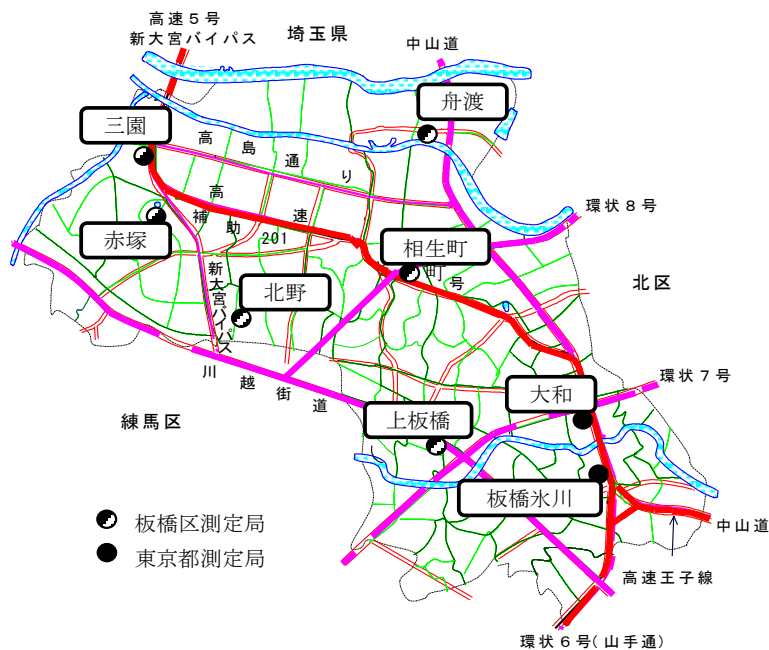 高速５号
新大宮バイパス
埼玉県
中山道
舟渡
三園
高島通り
環状８号
高速
補助
201
赤塚
相生町
町
号
北区
新大宮バイパス
北野
川越街道
環状７号
大和
練馬区
上板橋
板橋氷川
板橋区測定局
東京都測定局
中山道
高速王子線
環状６号(山手通)